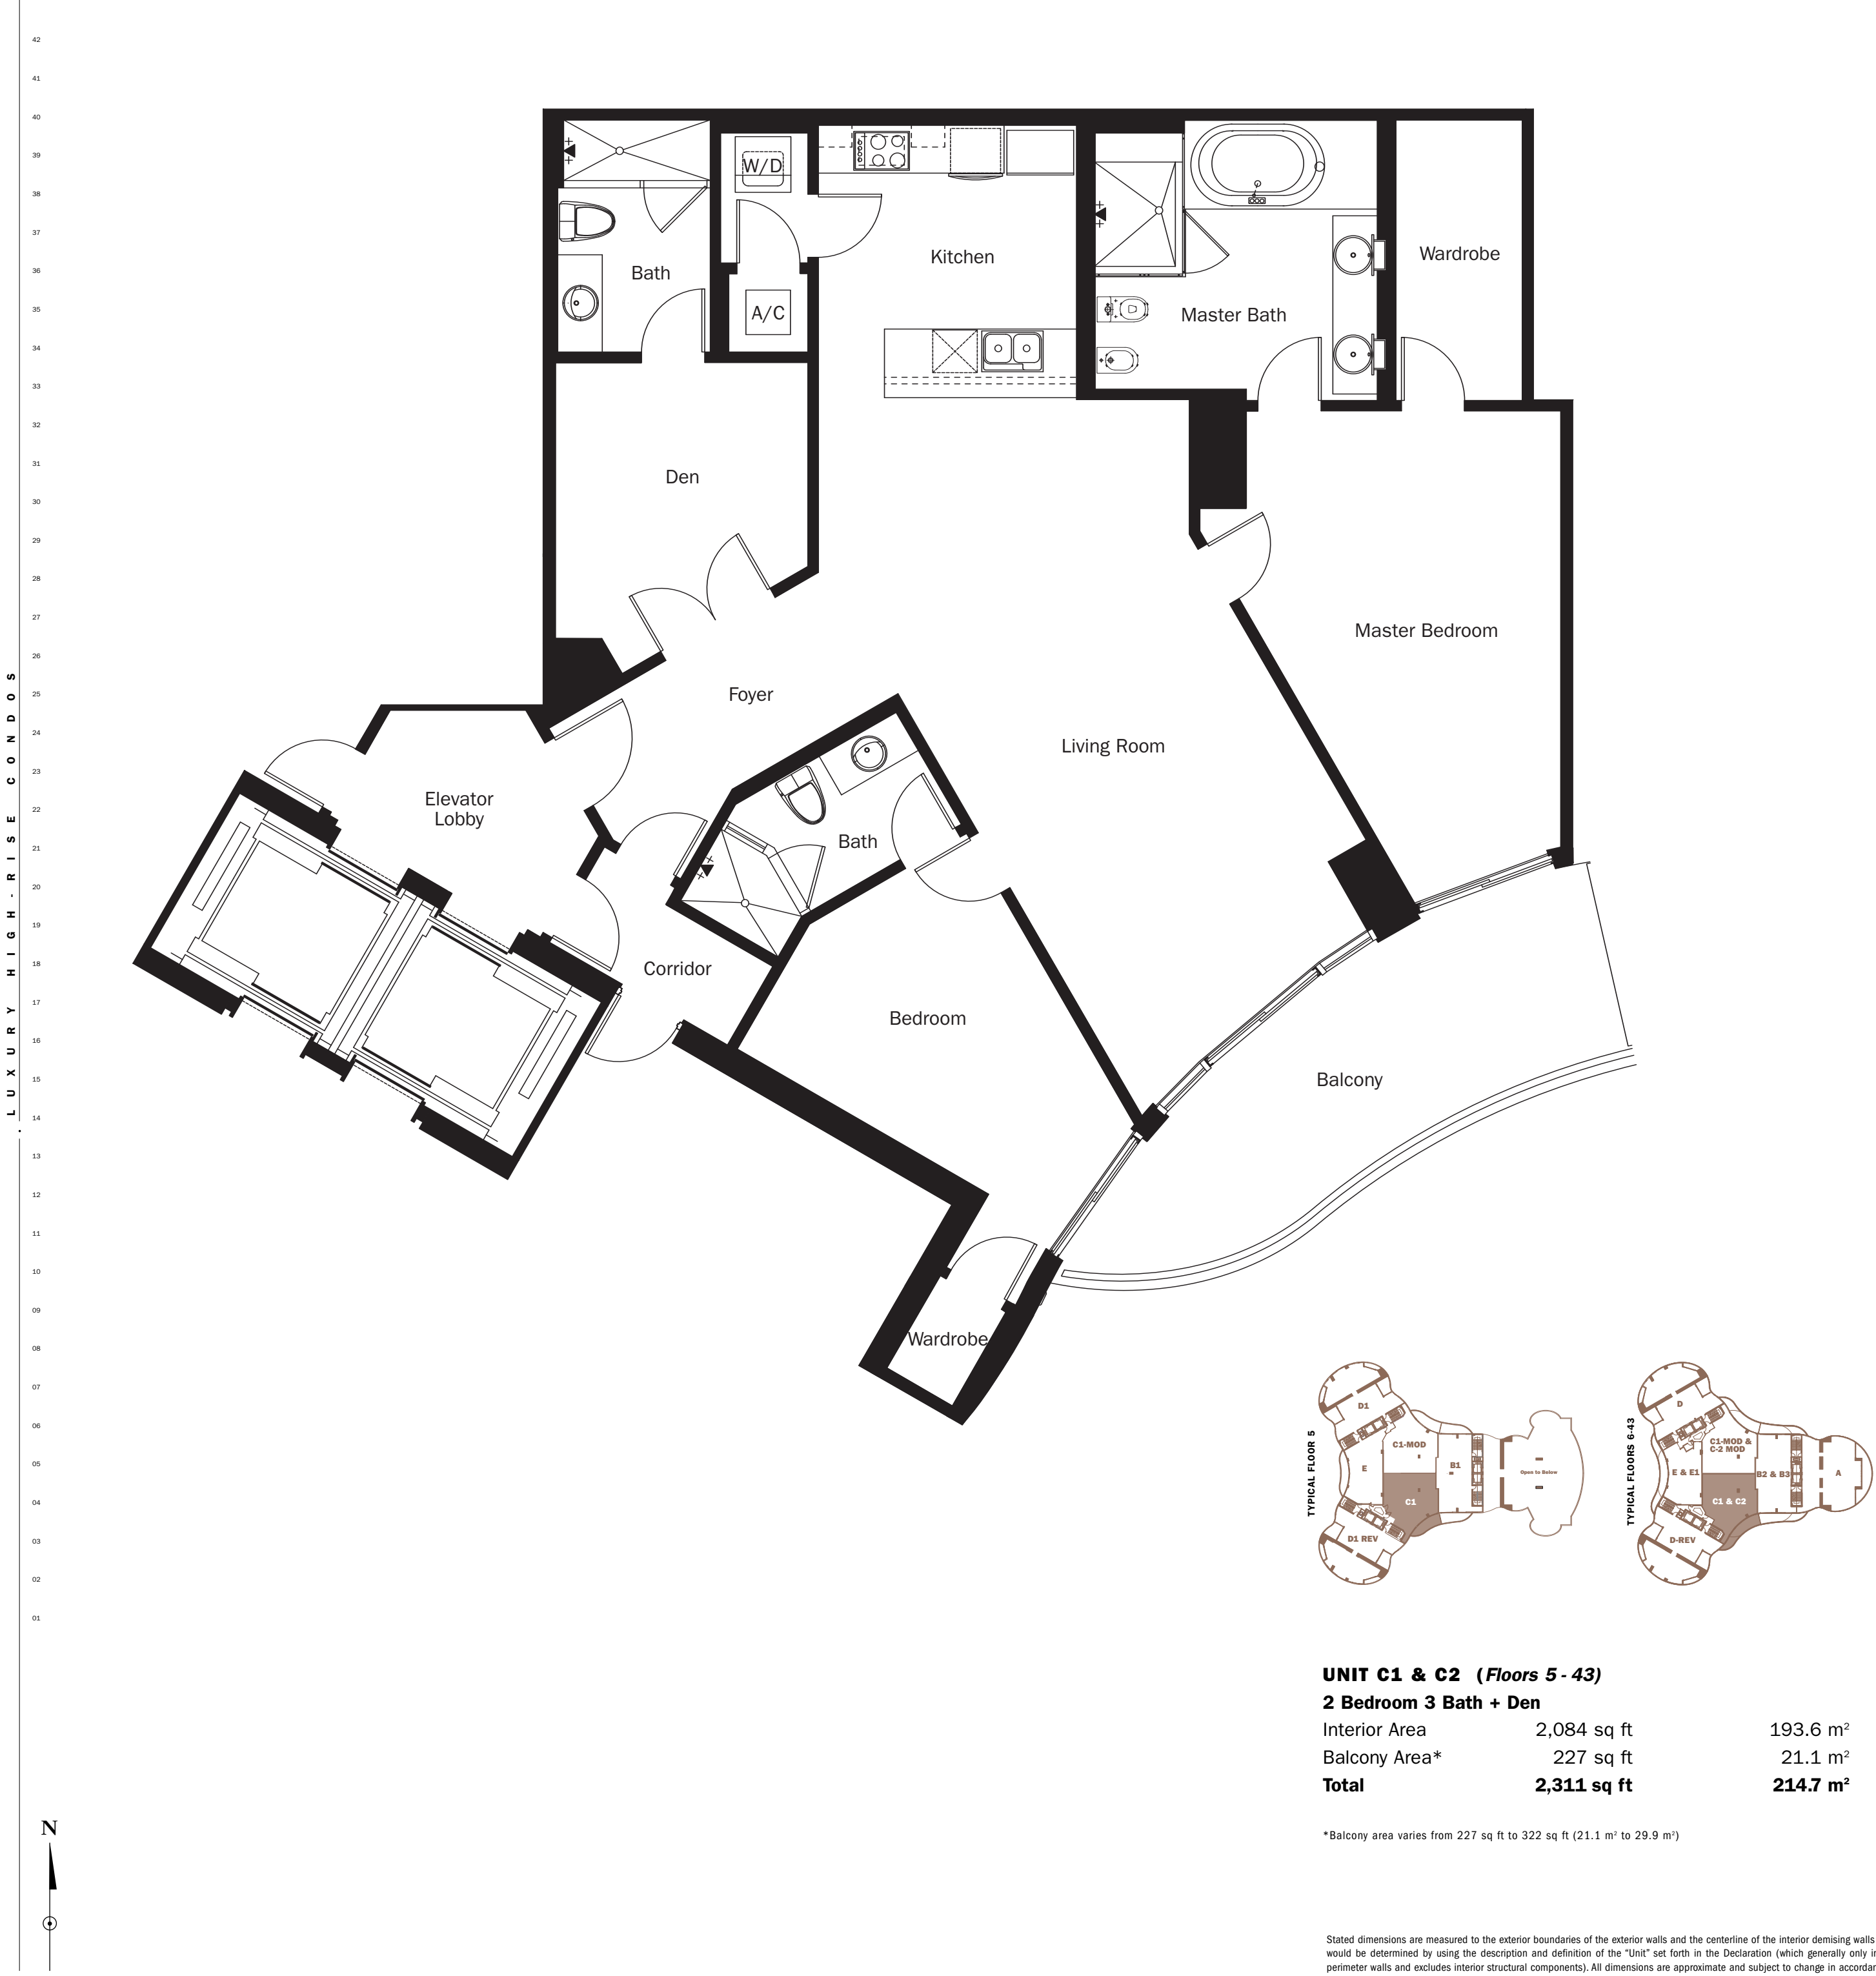 42
41
40
39
38
37
36
35
34
33
32
31
30
29
28
27
26
25
24
23
22
21
20
19
18
17
16
15
14
13
12
11
10
09
08
07
06
05
04
03
02
01
. LUXURY HIGH-RISE CONDOS
W/D
Bath
A/C
Kitchen
Master Bath
Wardrobe
Den
Master Bedroom
Foyer
Living Room
Elevator
Lobby
Bath
Corridor
Bedroom
Balcony
Wardrobe
TYPICAL FLOOR 5
D1
C1-MOD
E
B1
Open to Below
C1
D1 REV
TYPICAL FLOORS 6-43
D
C1-MOD &
C-2 MOD
E & E1
B2 & B3
A
C1 & C2
D-REV
UNIT C1 & C2 (Floors 5 - 43)
2 Bedroom 3 Bath + Den
Interior Area 2,084 sq ft 193.6 m²
Balcony Area* 227 sq ft 21.1 m²
Total 2,311 sq ft 214.7 m²
*Balcony area varies from 227 sq ft to 322 sq ft (21.1 m² to 29.9 m²)
N
Stated dimensions are measured to the exterior boundaries of the exterior walls and the centerline of the interior demising walls
would be determined by using the description and definition of the “Unit” set forth in the Declaration (which generally only
perimeter walls and excludes interior structural components). All dimensions are approximate and subject to change in